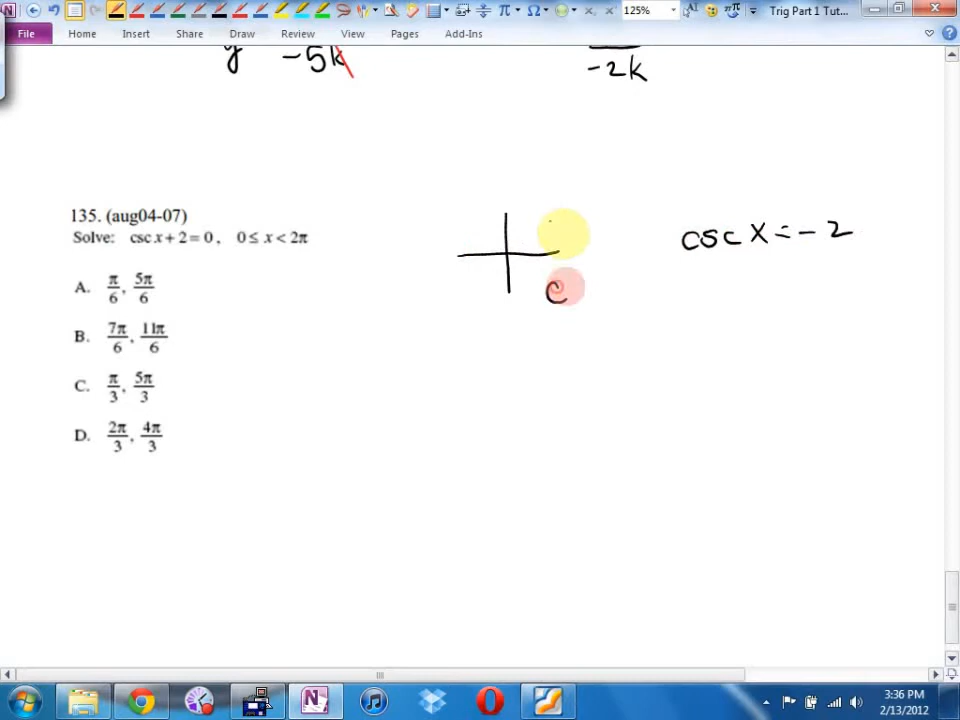 125%
Trig Part 1 Tut...
File Home Insert Share Draw Review View Pages Add-Ins
y -5k
-2k
135. (aug04-07)
Solve: csc x + 2 = 0, 0 ≤ x < 2π
A. π/6, 5π/6
B. 7π/6, 11π/6
C. π/3, 5π/3
D. 2π/3, 4π/3
C
csc x = -2
3:36 PM
2/13/2012